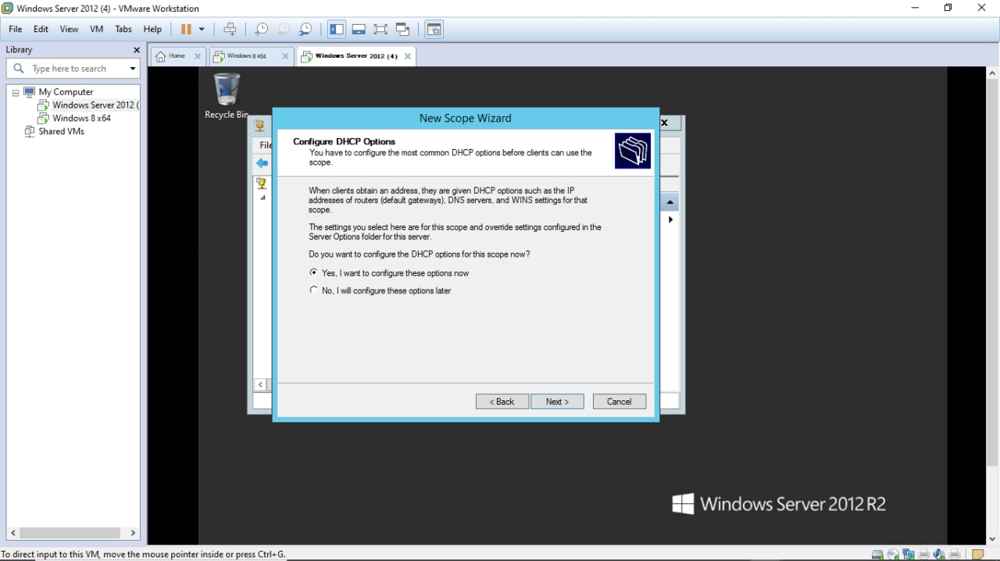 Windows Server 2012 (4) - VMware Workstation
File Edit View VM Tabs Help
Library
Type here to search
My Computer
Windows Server 2012 (
Windows 8 x64
Shared VMs
Home
Windows 8 x64
Windows Server 2012 (4)
Recycle Bin
New Scope Wizard
File
Configure DHCP Options
You have to configure the most common DHCP options before clients can use the
scope.
When clients obtain an address, they are given DHCP options such as the IP
addresses of routers (default gateways), DNS servers, and WINS settings for that
scope.
The settings you select here are for this scope and override settings configured in the
Server Options folder for this server.
Do you want to configure the DHCP options for this scope now?
Yes, I want to configure these options now
No, I will configure these options later
< Back Next > Cancel
Windows Server 2012 R2
To direct input to this VM, move the mouse pointer inside or press Ctrl+G.